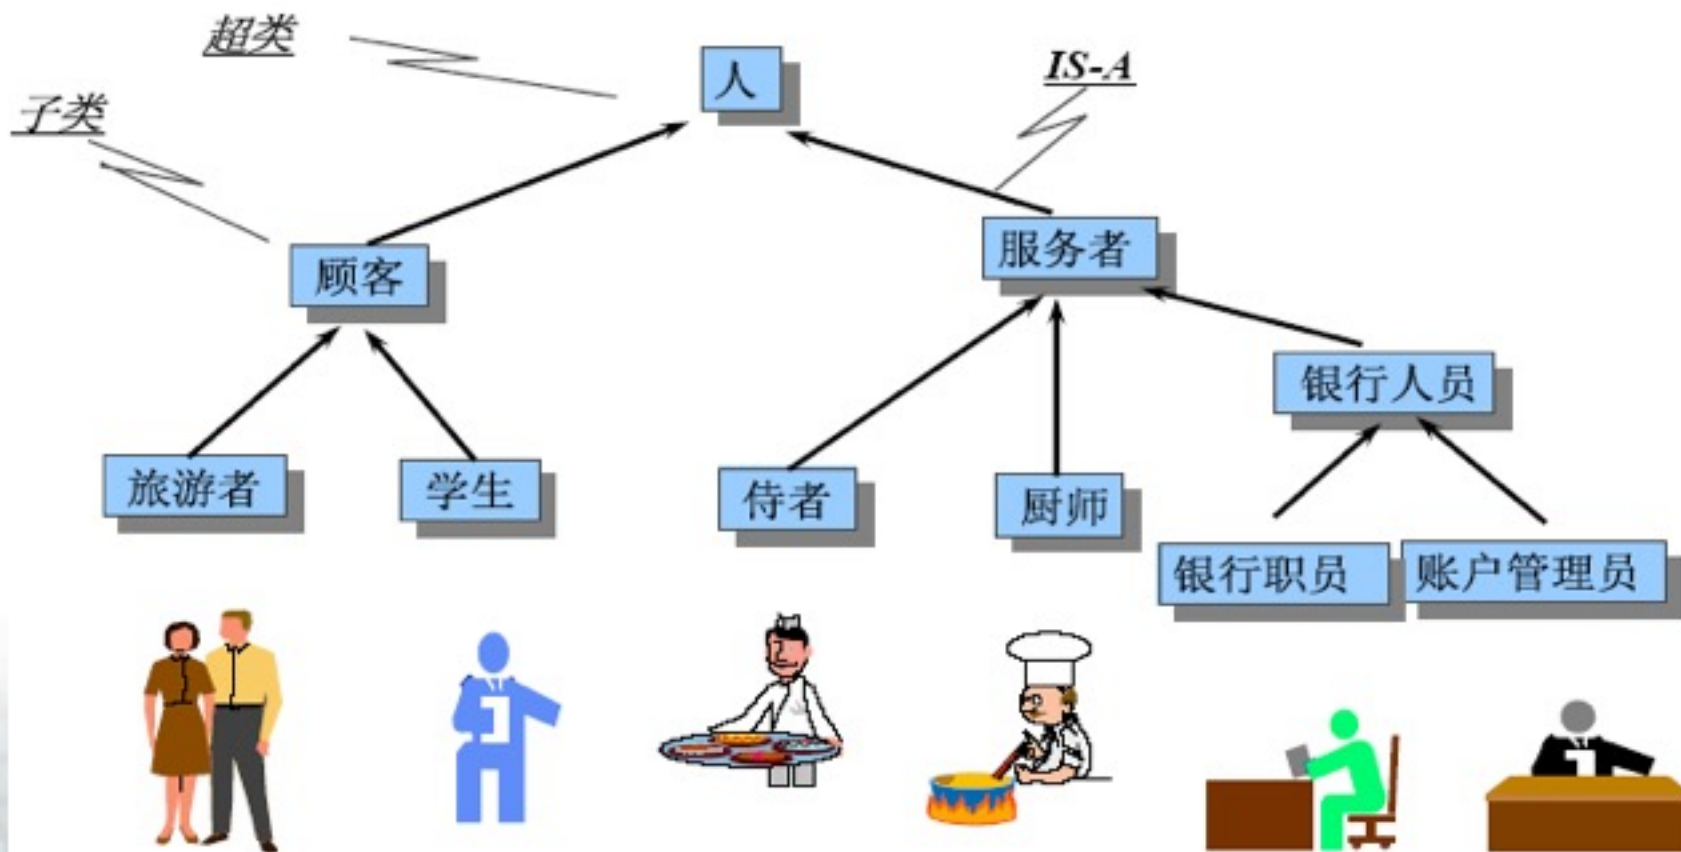 超类
人
IS-A
子类
顾客
服务者
银行人员
旅游者
学生
侍者
厨师
银行职员
账户管理员